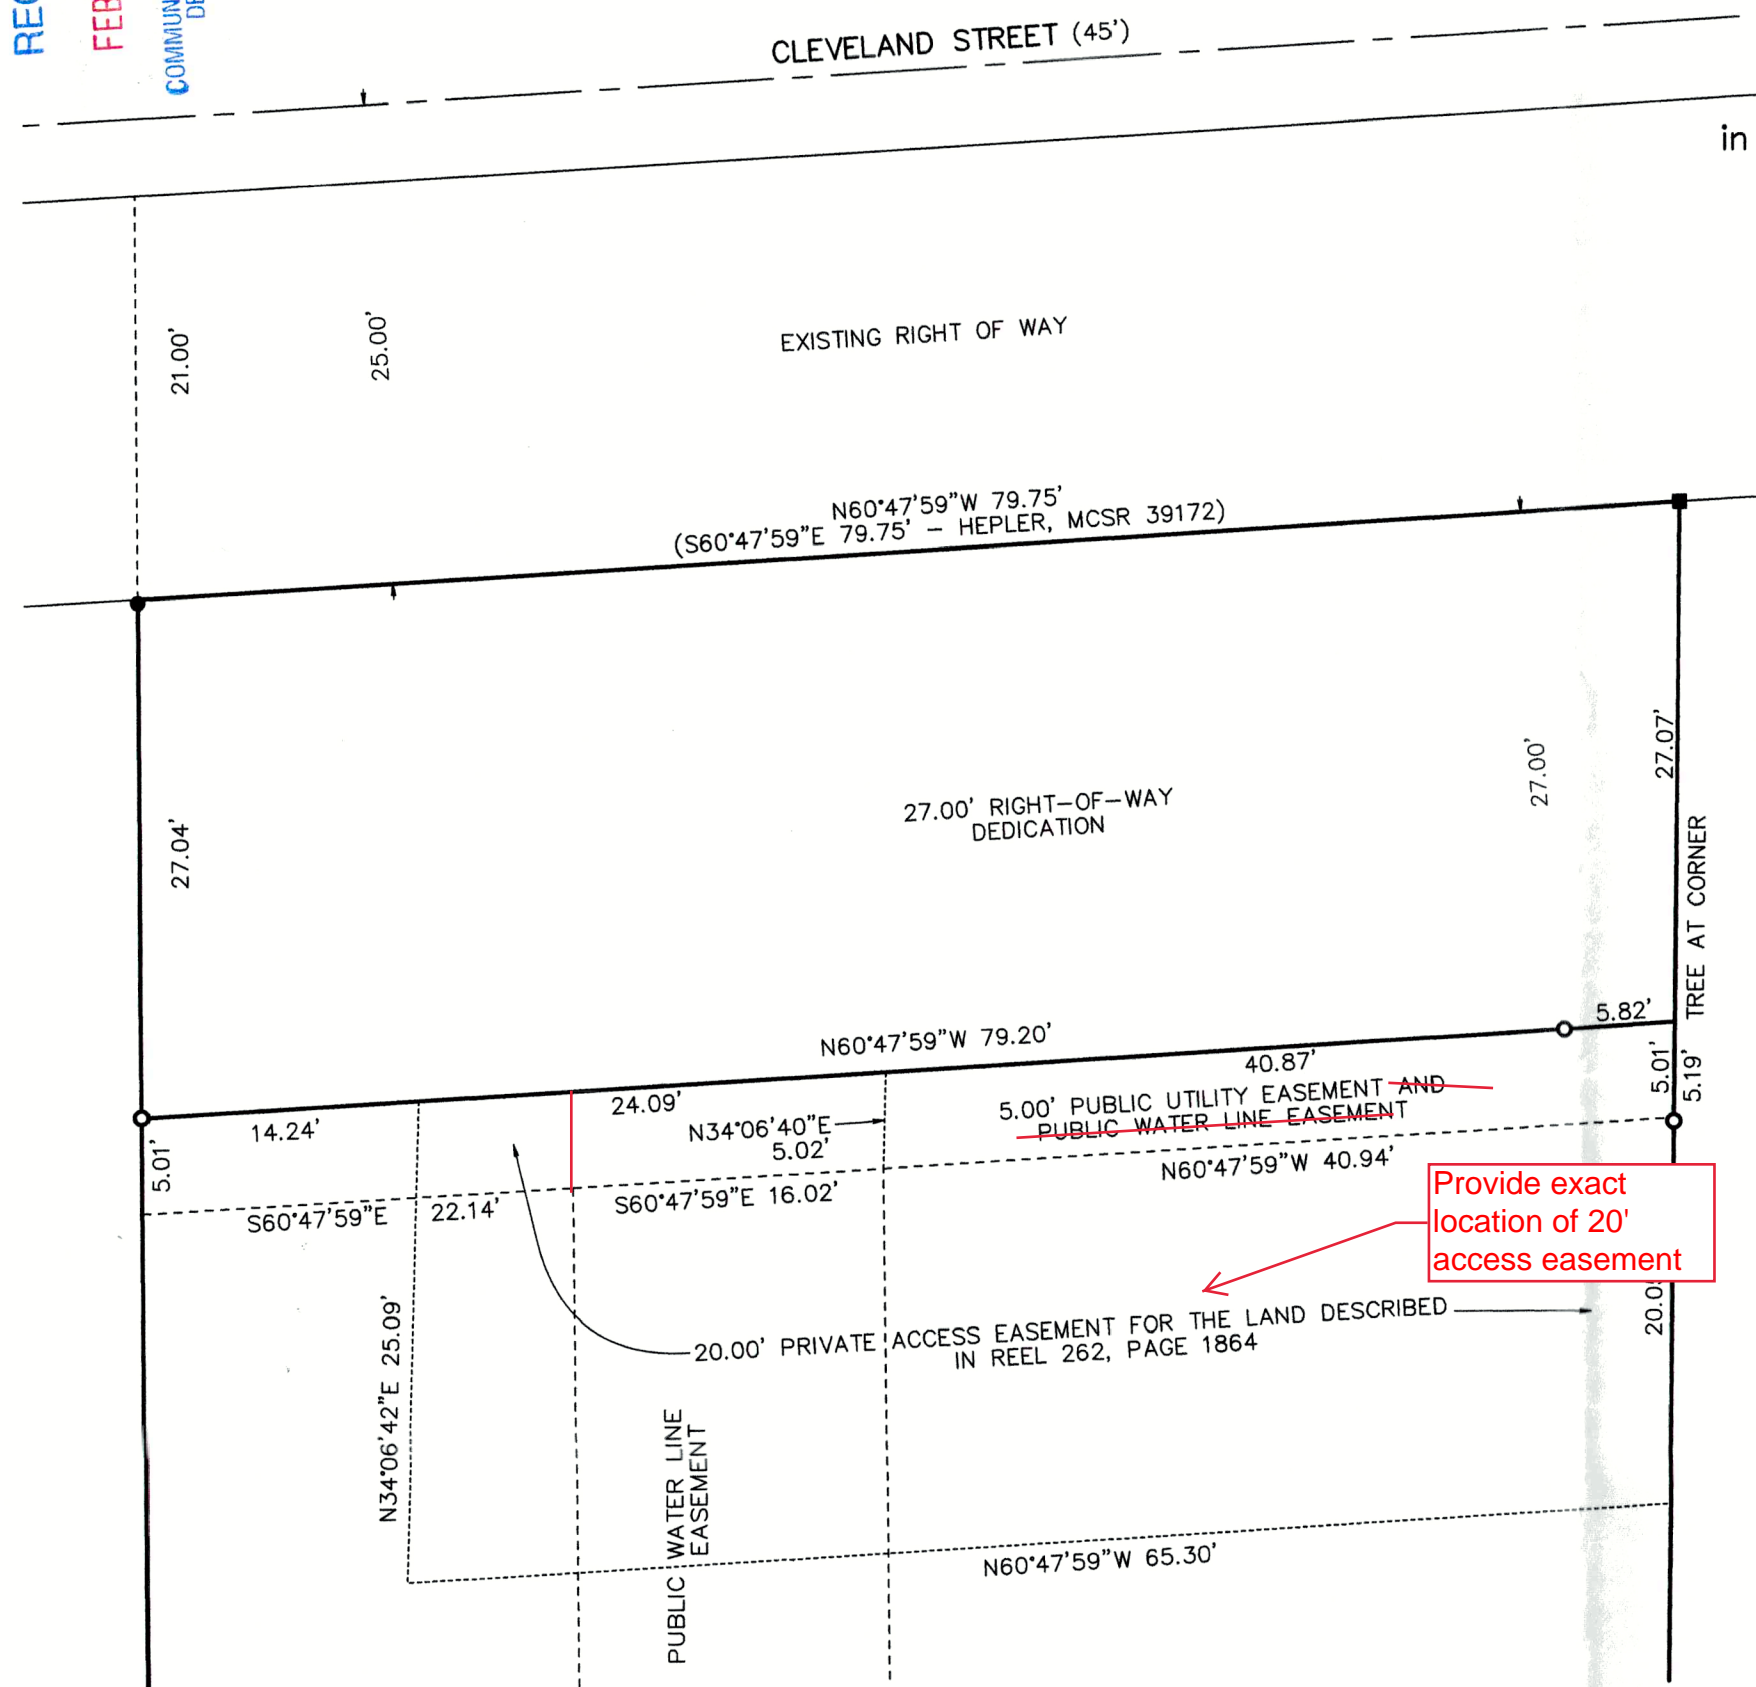 CLEVELAND STREET (45')
in
21.00'
25.00'
EXISTING RIGHT OF WAY
N60°47'59"W 79.75'
(S60°47'59"E 79.75' – HEPLER, MCSR 39172)
27.04'
27.00' RIGHT–OF–WAY
DEDICATION
27.00'
27.07'
TREE AT CORNER
5.82'
N60°47'59"W 79.20'
40.87'
24.09'
14.24'
5.01'
5.01'
5.19'
N34°06'40"E
5.02'
5.00' PUBLIC UTILITY EASEMENT AND
PUBLIC WATER LINE EASEMENT
N60°47'59"W 40.94'
S60°47'59"E 16.02'
S60°47'59"E 22.14'
Provide exact
location of 20'
access easement
N34°06'42"E 25.09'
20.00' PRIVATE ACCESS EASEMENT FOR THE LAND DESCRIBED
IN REEL 262, PAGE 1864
PUBLIC WATER LINE
EASEMENT
N60°47'59"W 65.30'